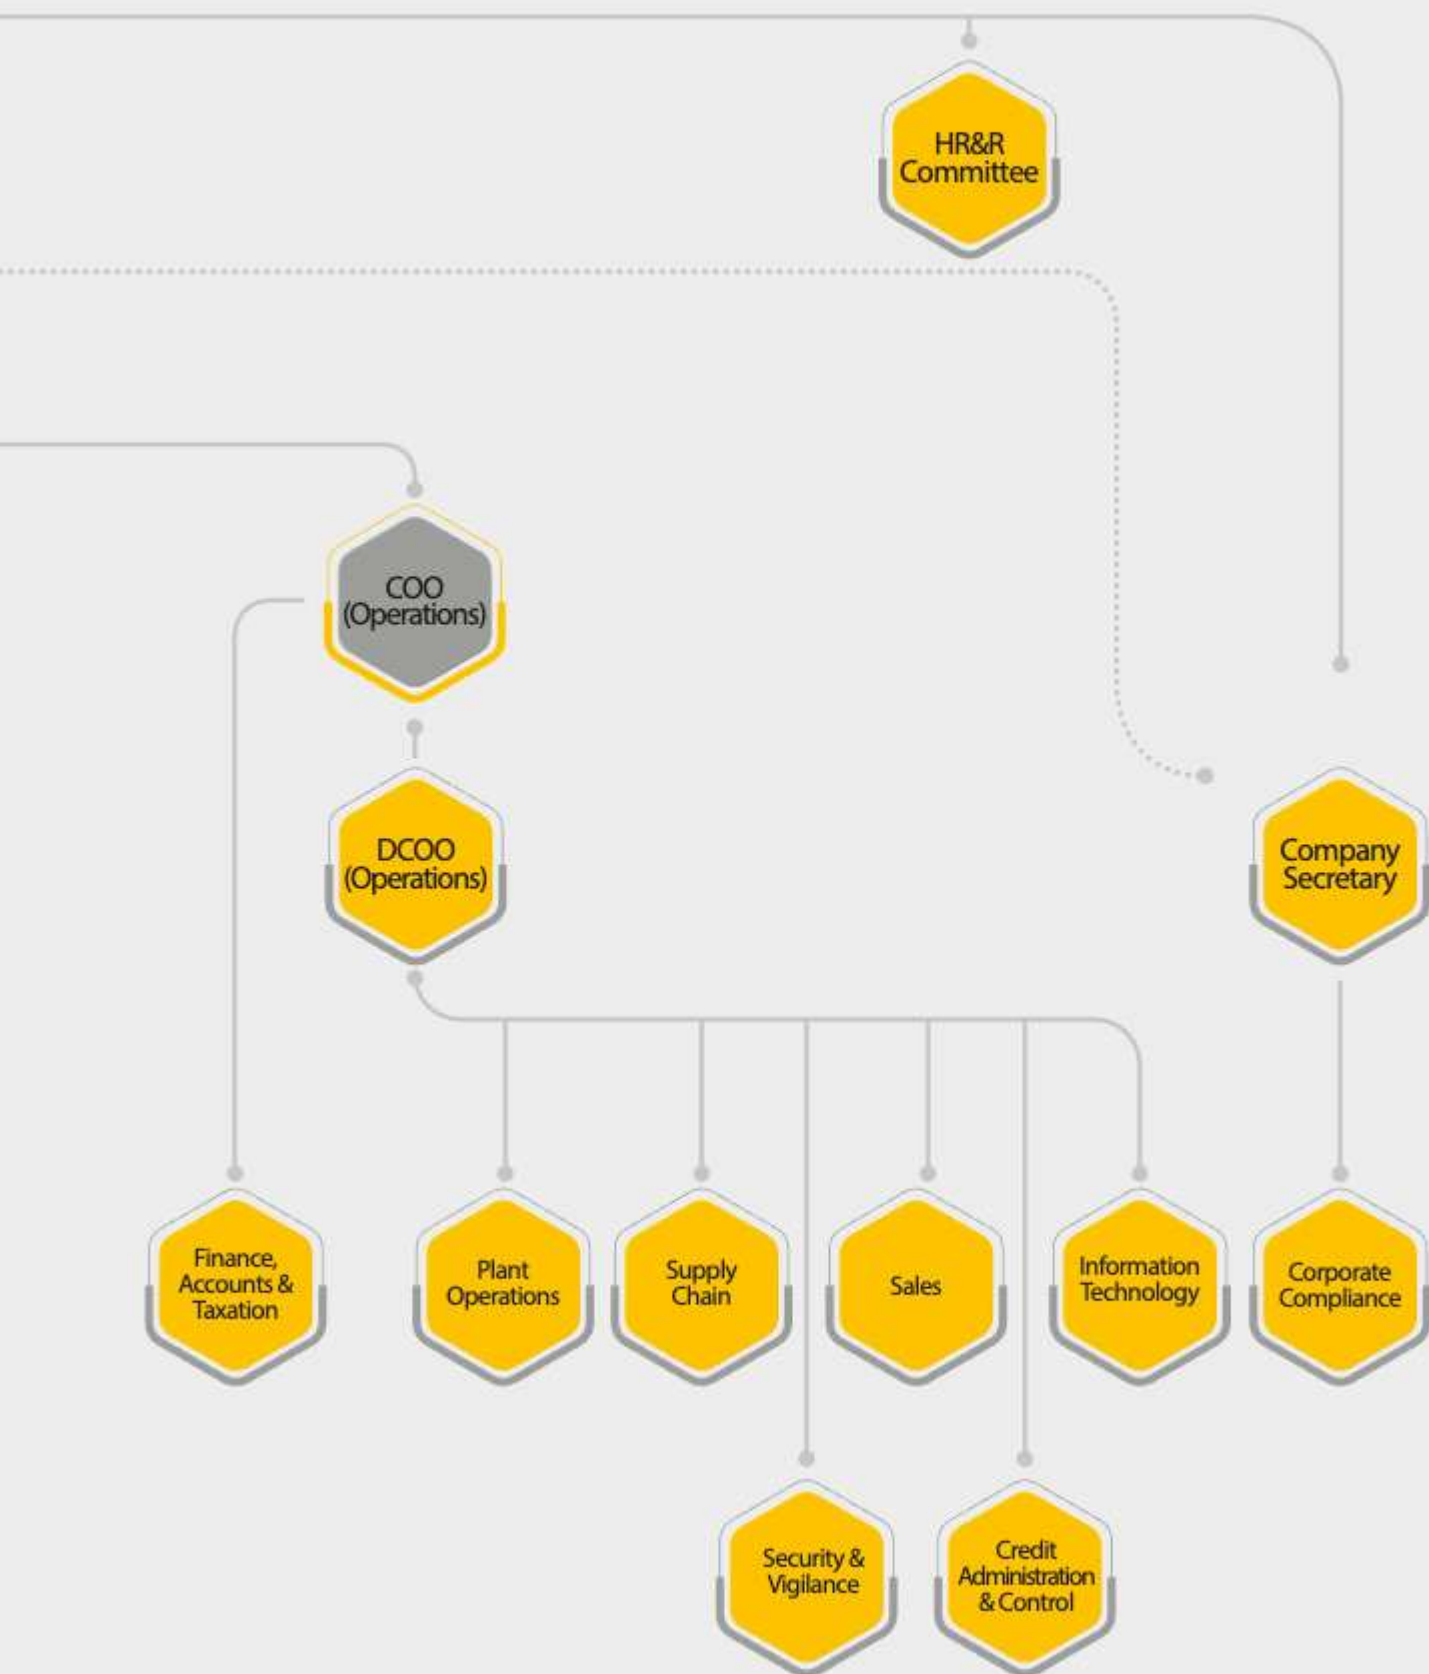 HR&R
Committee
COO
(Operations)
DCOO
(Operations)
Company
Secretary
Finance,
Accounts &
Taxation
Plant
Operations
Supply
Chain
Sales
Information
Technology
Corporate
Compliance
Security &
Vigilance
Credit
Administration
& Control